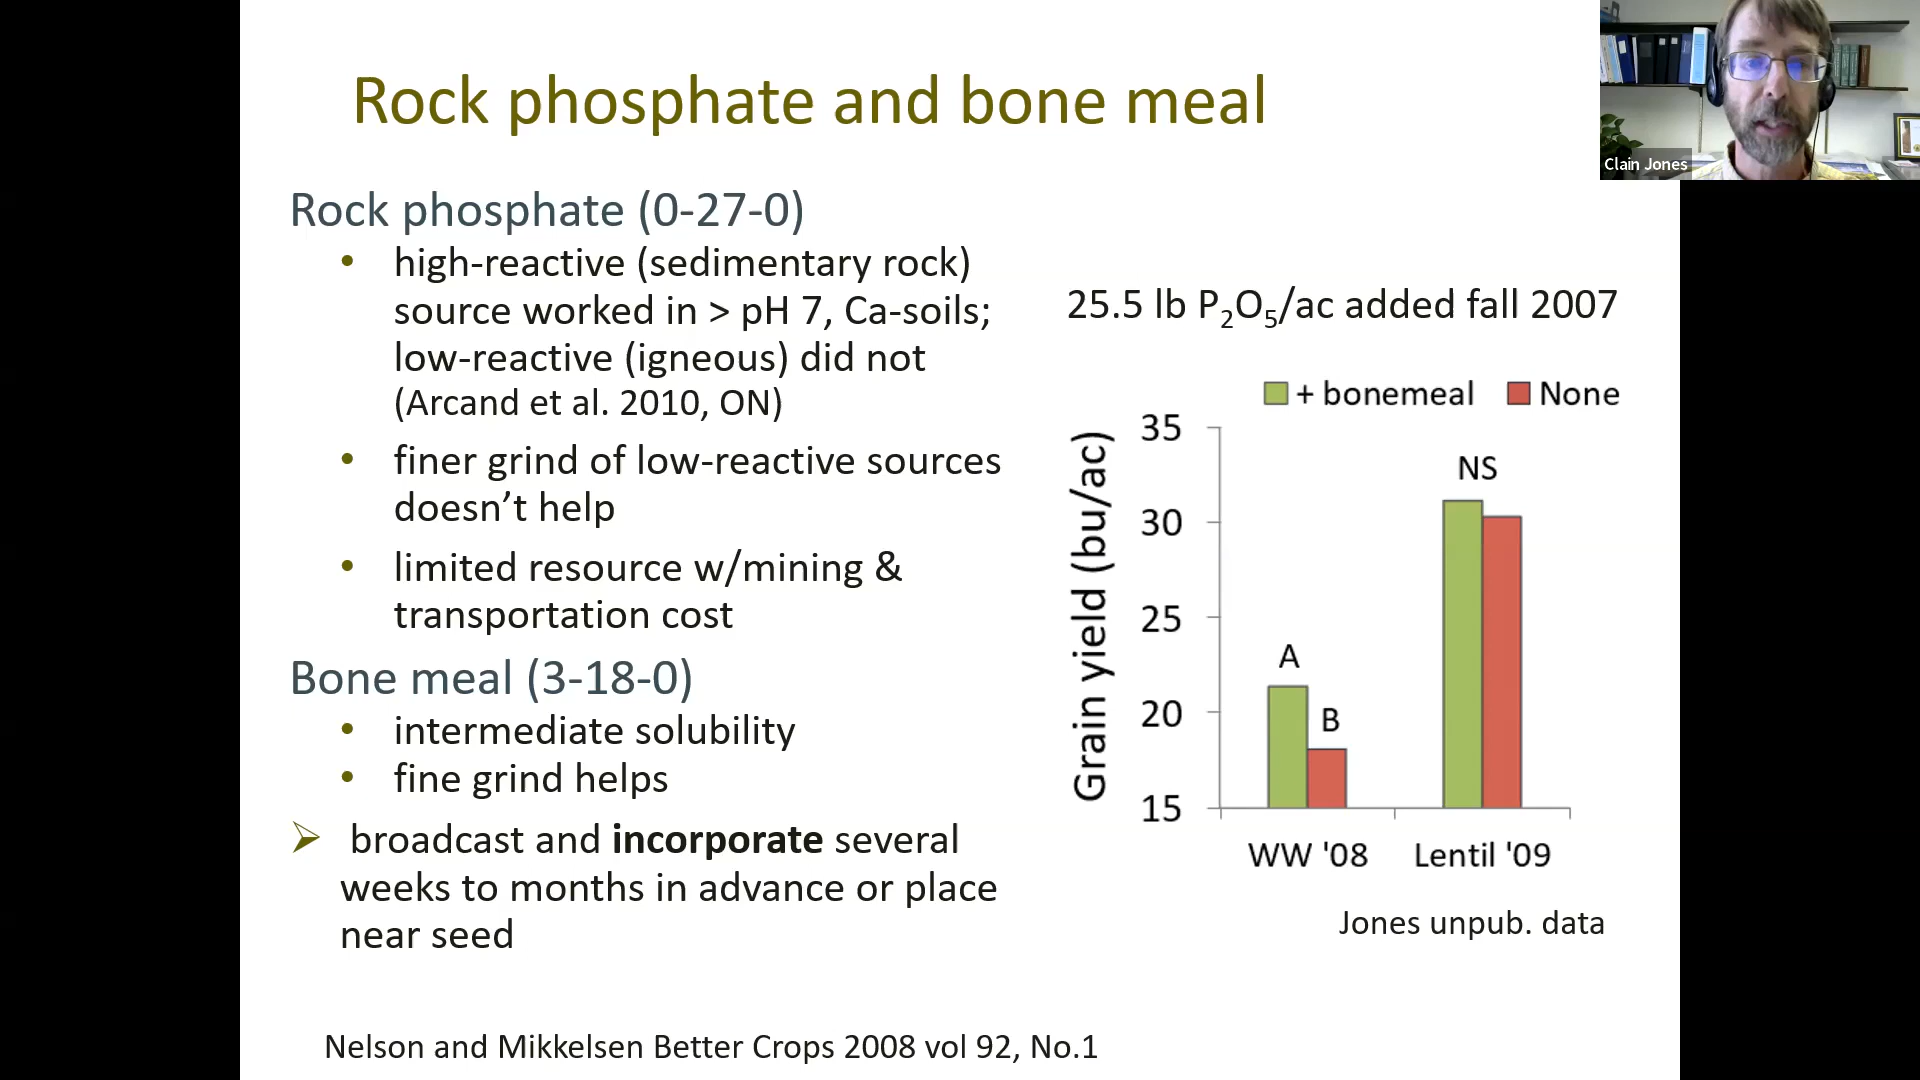 Rock phosphate and bone meal
Clain Jones
Rock phosphate (0-27-0)
• high-reactive (sedimentary rock)
source worked in > pH 7, Ca-soils;
low-reactive (igneous) did not
(Arcand et al. 2010, ON)
• finer grind of low-reactive sources
doesn’t help
• limited resource w/mining &
transportation cost
Bone meal (3-18-0)
• intermediate solubility
• fine grind helps
➢ broadcast and incorporate several
weeks to months in advance or place
near seed
25.5 lb P₂O₅/ac added fall 2007
+ bonemeal None
Grain yield (bu/ac)
35
30
25
20
15
NS
A
B
WW '08 Lentil '09
Jones unpub. data
Nelson and Mikkelsen Better Crops 2008 vol 92, No.1